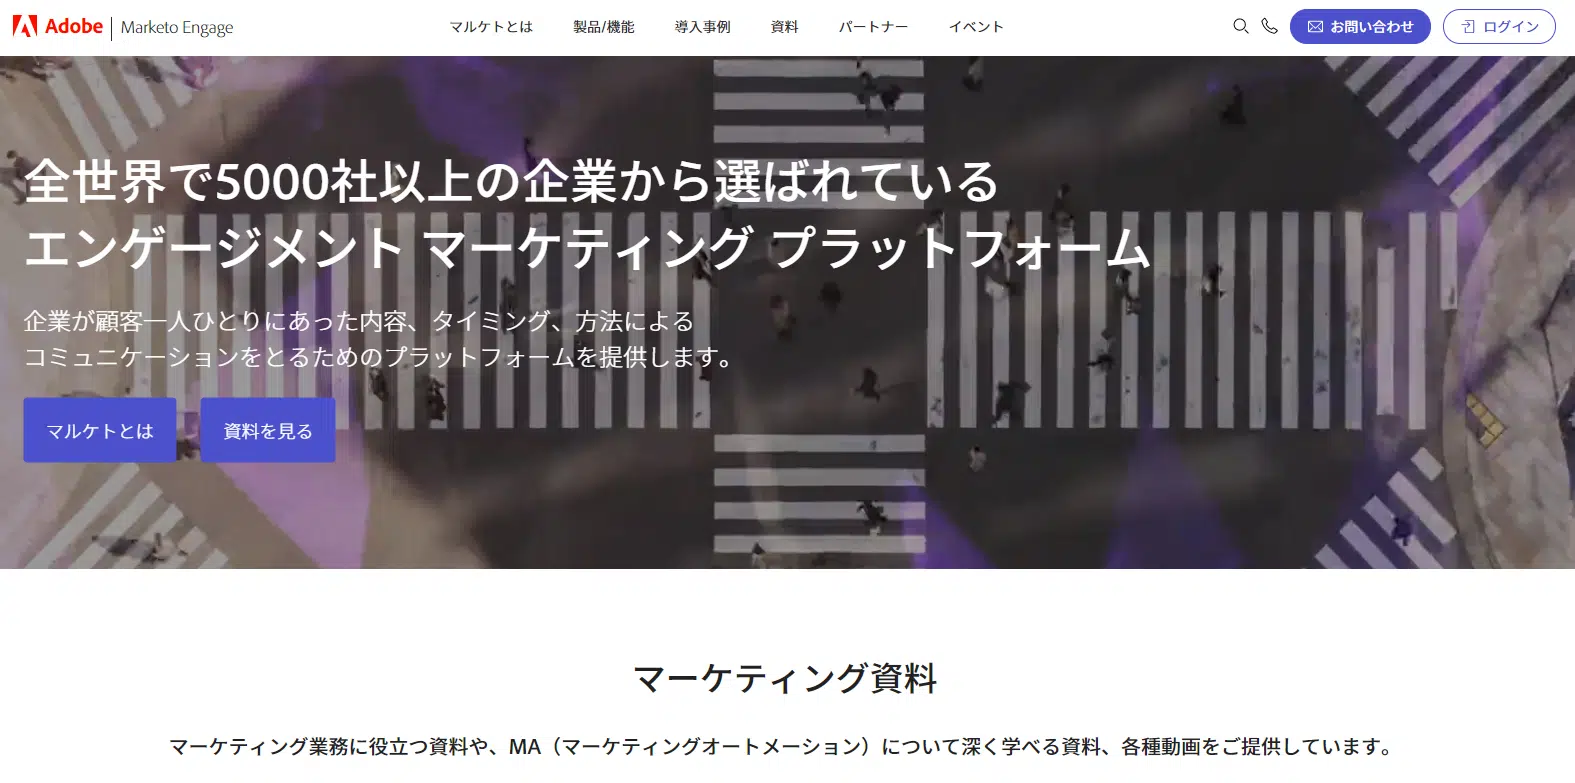 Adobe | Marketo Engage
マルケトとは
製品/機能
導入事例
資料
パートナー
イベント
お問い合わせ
ログイン
全世界で5000社以上の企業から選ばれている
エンゲージメント マーケティング プラットフォーム
企業が顧客一人ひとりにあった内容、タイミング、方法による
コミュニケーションをとるためのプラットフォームを提供します。
マルケトとは
資料を見る
マーケティング資料
マーケティング業務に役立つ資料や、MA（マーケティングオートメーション）について深く学べる資料、各種動画をご提供しています。